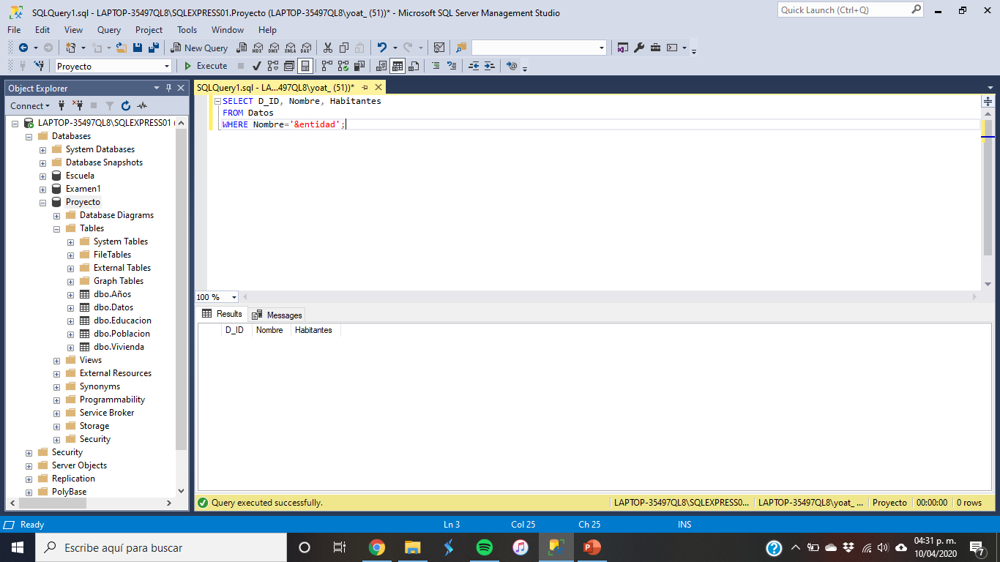 SQLQuery1.sql - LAPTOP-35497QL8\SQLEXPRESS01.Proyecto (LAPTOP-35497QL8\yoat_ (51))* - Microsoft SQL Server Management Studio
Quick Launch (Ctrl+Q)
File Edit View Query Project Tools Window Help
New Query MDX DMX XMLA DAX
Proyecto Execute
Object Explorer
SQLQuery1.sql - LA...497QL8\yoat_ (51))*
Connect
LAPTOP-35497QL8\SQLEXPRESS01 (
Databases
System Databases
Database Snapshots
Escuela
Examen1
Proyecto
Database Diagrams
Tables
System Tables
FileTables
External Tables
Graph Tables
dbo.Años
dbo.Datos
dbo.Educacion
dbo.Poblacion
dbo.Vivienda
Views
External Resources
Synonyms
Programmability
Service Broker
Storage
Security
Security
Server Objects
Replication
PolyBase
SELECT D_ID, Nombre, Habitantes
FROM Datos
WHERE Nombre='&entidad';
100 %
Results Messages
D_ID Nombre Habitantes
Query executed successfully. LAPTOP-35497QL8\SQLEXPRESS0... LAPTOP-35497QL8\yoat_ ... Proyecto 00:00:00 0 rows
Ready Ln 3 Col 25 Ch 25 INS
Escribe aquí para buscar
04:31 p. m.
10/04/2020
7